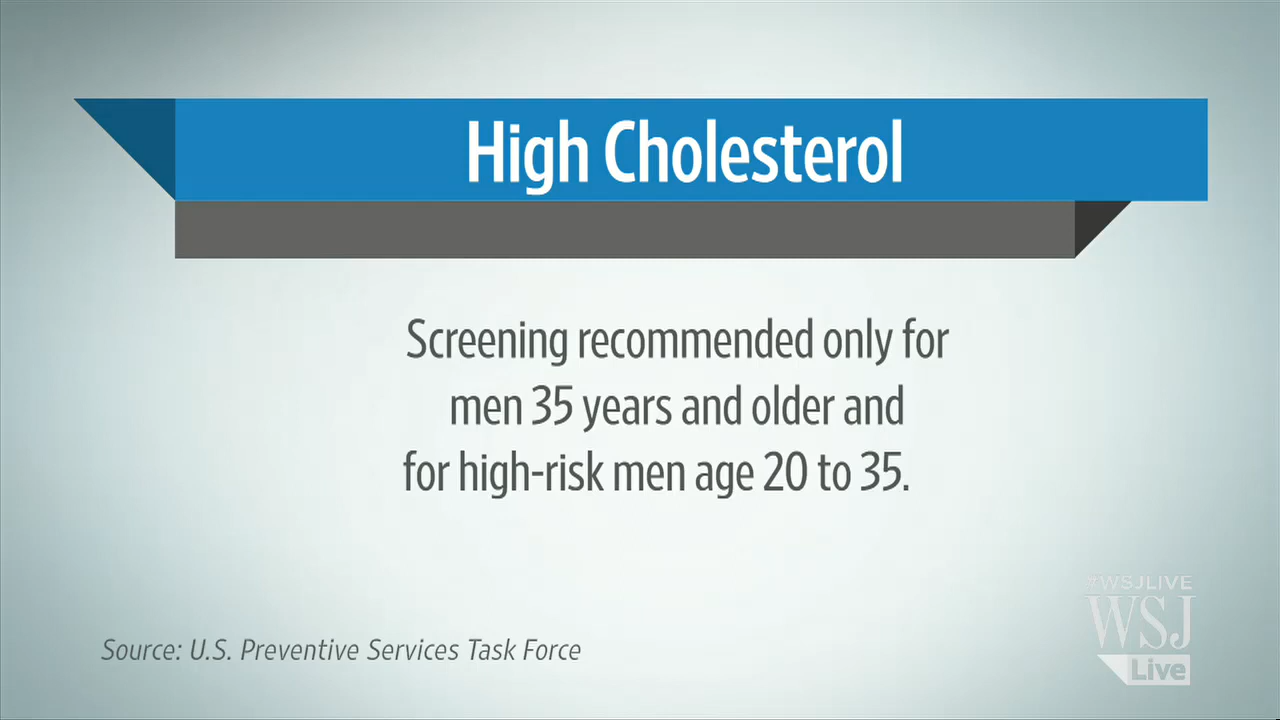 High Cholesterol
Screening recommended only for
men 35 years and older and
for high-risk men age 20 to 35.
Source: U.S. Preventive Services Task Force
#WSJLIVE
WSJ
Live